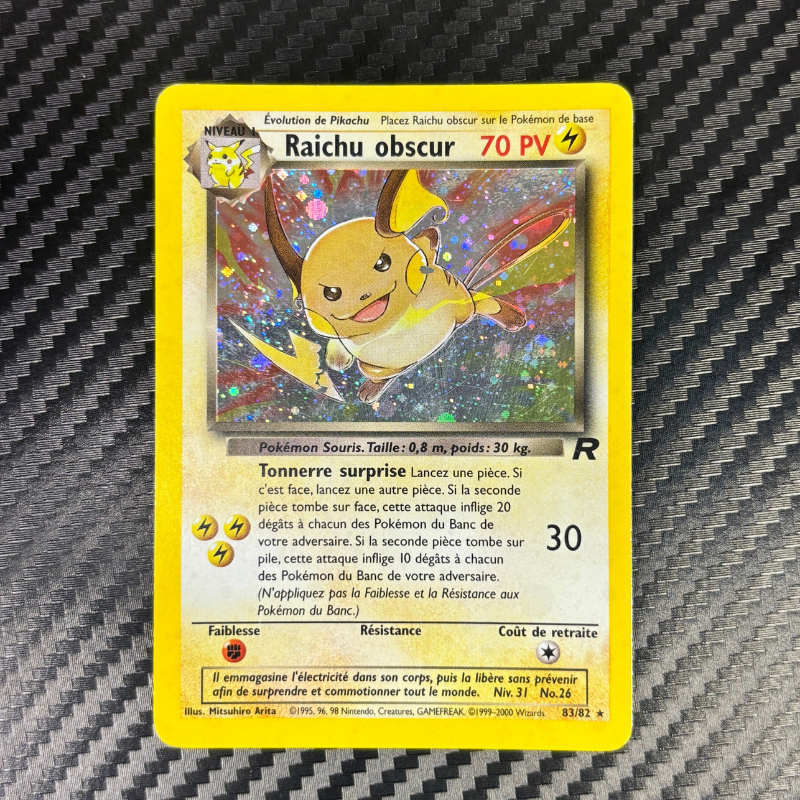 Évolution de Pikachu Placez Raichu obscur sur le Pokémon de base
NIVEAU 1
Raichu obscur 70 PV
Pokémon Souris. Taille: 0,8 m, poids: 30 kg.
R
Tonnerre surprise Lancez une pièce. Si
c'est face, lancez une autre pièce. Si la seconde
pièce tombe sur face, cette attaque inflige 20
dégâts à chacun des Pokémon du Banc de
votre adversaire. Si la seconde pièce tombe sur
pile, cette attaque inflige 10 dégâts à chacun
des Pokémon du Banc de votre adversaire.
(N'appliquez pas la Faiblesse et la Résistance aux
Pokémon du Banc.)
30
Faiblesse Résistance Coût de retraite
Il emmagasine l'électricité dans son corps, puis la libère sans prévenir
afin de surprendre et commotionner tout le monde. Niv. 31 No. 26
Illus. Mitsuhiro Arita ©1995, 96, 98 Nintendo, Creatures, GAMEFREAK. ©1999-2000 Wizards. 83/82 ★